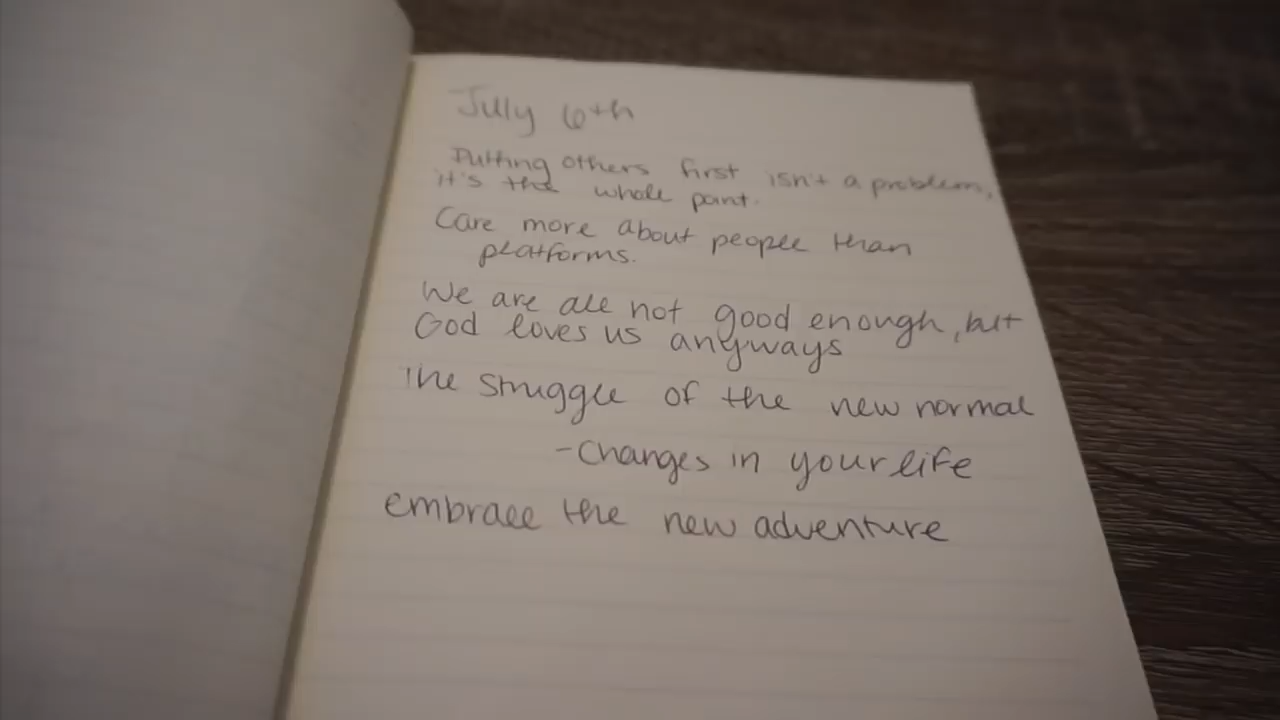 July 6th
Putting others first isn't a problem,
it's the whole point.
Care more about people than
platforms.
We are all not good enough, but
God loves us anyways
The struggle of the new normal
- Changes in your life
embrace the new adventure